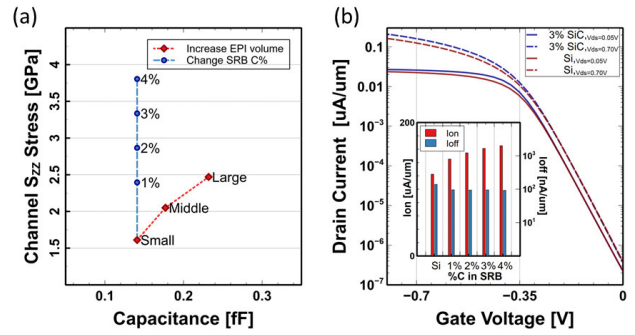 (a)
Increase EPI volume
Change SRB C%
Channel SZZ Stress [GPa]
4
3.5
3
2.5
2
1.5
4%
3%
2%
1%
Large
Middle
Small
0.1
0.2
0.3
Capacitance [fF]
(b)
3% SiC,Vds=0.05V
3% SiC,Vds=0.70V
Si,Vds=0.05V
Si,Vds=0.70V
Drain Current [uA/um]
0.1
0.01
10⁻³
10⁻⁴
10⁻⁵
10⁻⁶
10⁻⁷
Ion
Ioff
200
0
Ion [uA/um]
10³
10²
10¹
Ioff [nA/um]
Si 1% 2% 3% 4%
%C in SRB
-0.7
-0.35
0
Gate Voltage [V]